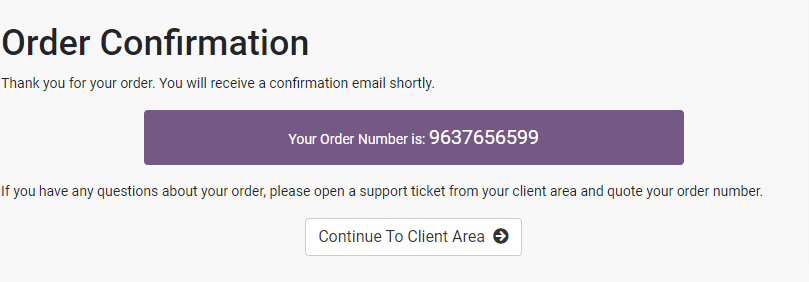 Order Confirmation
Thank you for your order. You will receive a confirmation email shortly.
Your Order Number is: 9637656599
If you have any questions about your order, please open a support ticket from your client area and quote your order number.
Continue To Client Area